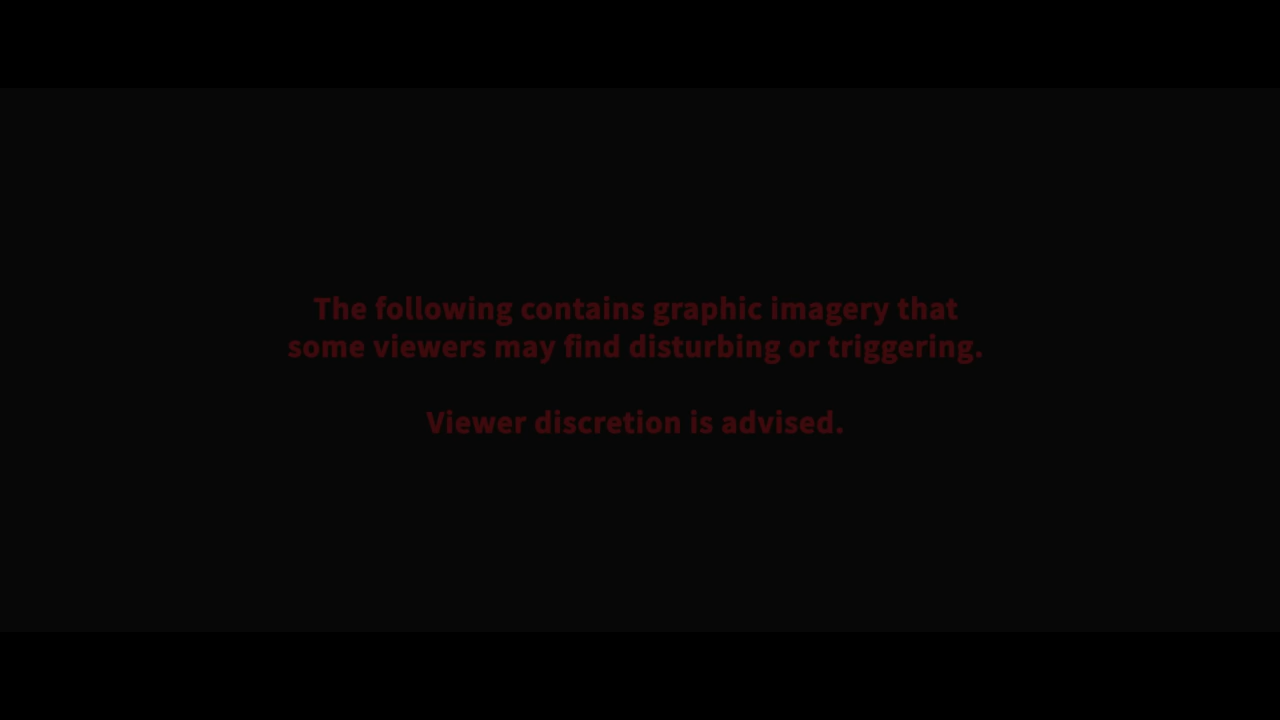 The following contains graphic imagery that
some viewers may find disturbing or triggering.
Viewer discretion is advised.